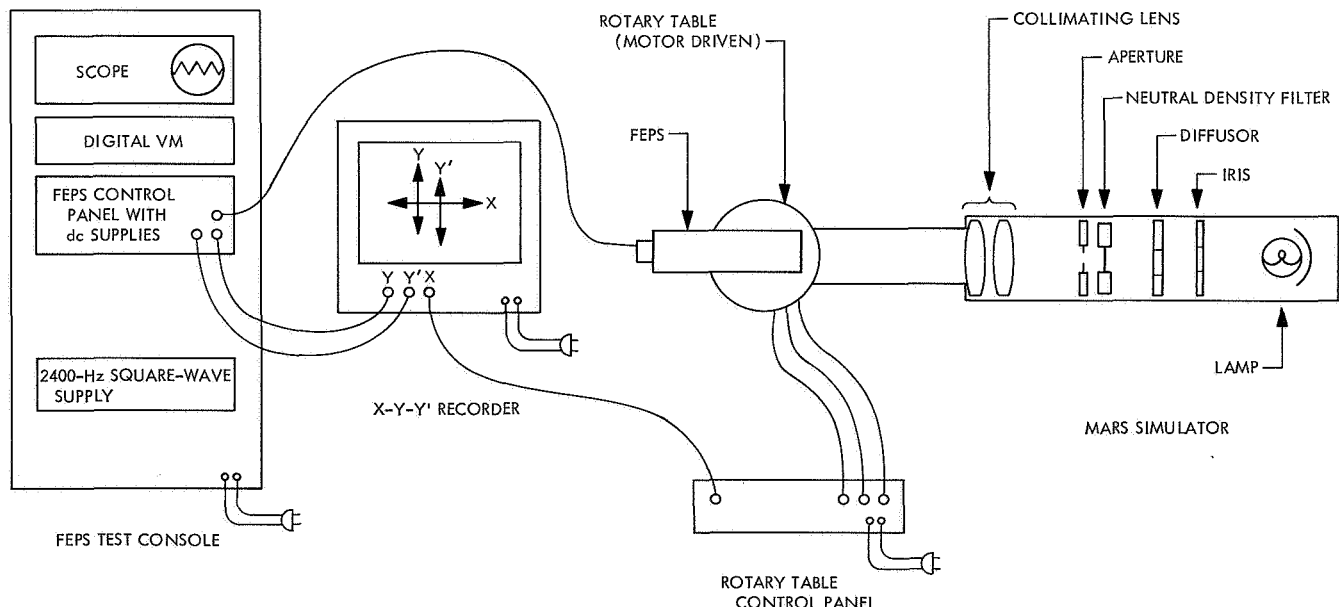 SCOPE
DIGITAL VM
FEPS CONTROL
PANEL WITH
dc SUPPLIES
2400-Hz SQUARE-WAVE
SUPPLY
FEPS TEST CONSOLE
Y
Y'
X
Y Y' X
X-Y-Y' RECORDER
ROTARY TABLE
(MOTOR DRIVEN)
FEPS
COLLIMATING LENS
APERTURE
NEUTRAL DENSITY FILTER
DIFFUSOR
IRIS
LAMP
MARS SIMULATOR
ROTARY TABLE
CONTROL PANEL